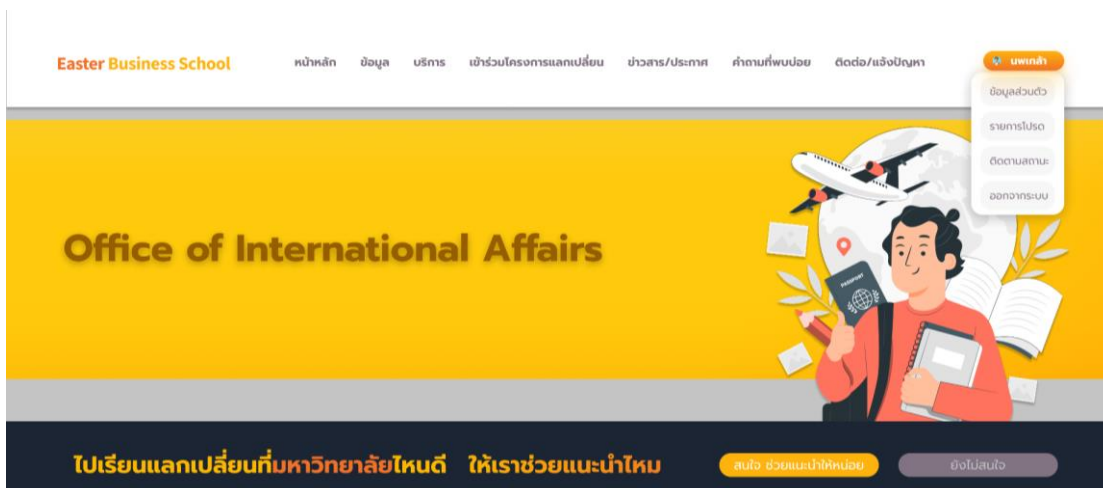 Easter Business School
หน้าหลัก ข้อมูล บริการ เข้าร่วมโครงการแลกเปลี่ยน ข่าวสาร/ประกาศ คำถามที่พบบ่อย ติดต่อ/แจ้งปัญหา
นพเกล้า
ข้อมูลส่วนตัว
รายการโปรด
ติดตามสถานะ
ออกจากระบบ
Office of International Affairs
PASSPORT
ไปเรียนแลกเปลี่ยนที่มหาวิทยาลัยไหนดี ให้เราช่วยแนะนำไหม
สนใจ ช่วยแนะนำให้หน่อย
ยังไม่สนใจ